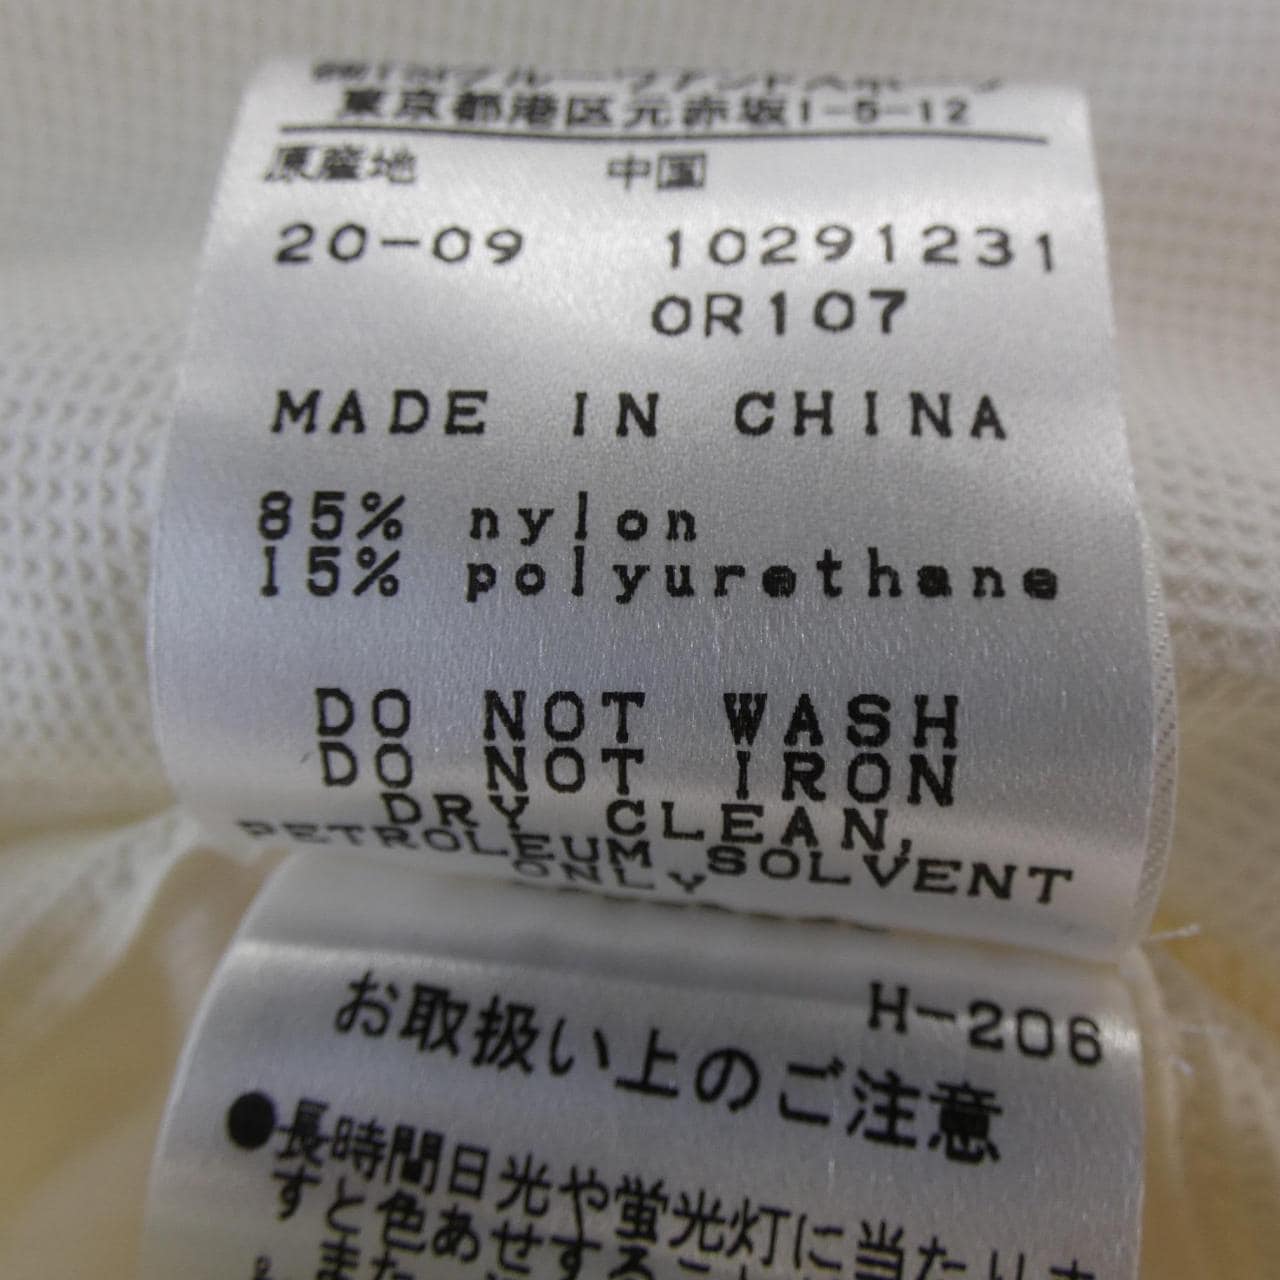 東京都港区元赤坂1-5-12
原産地 中国
20-09 10291231
0R107
MADE IN CHINA
85% nylon
15% polyurethane
DO NOT WASH
DO NOT IRON
DRY CLEAN,
PETROLEUM SOLVENT
ONLY
H-206
お取扱い上のご注意
●長時間日光や蛍光灯に当たりま
すと色あせする
また